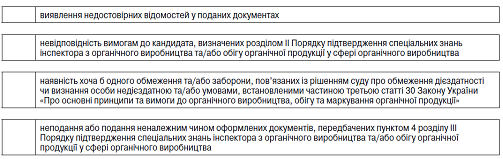 виявлення недостовірних відомостей у поданих документах
невідповідність вимогам до кандидата, визначених розділом II Порядку підтвердження спеціальних знань
інспектора з органічного виробництва та/або обігу органічної продукції у сфері органічного виробництва
наявність хоча б одного обмеження та/або заборони, пов'язаних із рішенням суду про обмеження дієздатності
чи визнання особи недієздатною та/або умовами, встановленими частиною третьою статті 30 Закону України
«Про основні принципи та вимоги до органічного виробництва, обігу та маркування органічної продукції»
неподання або подання неналежним чином оформлених документів, передбачених пунктом 4 розділу III
Порядку підтвердження спеціальних знань інспектора з органічного виробництва та/або обігу органічної
продукції у сфері органічного виробництва